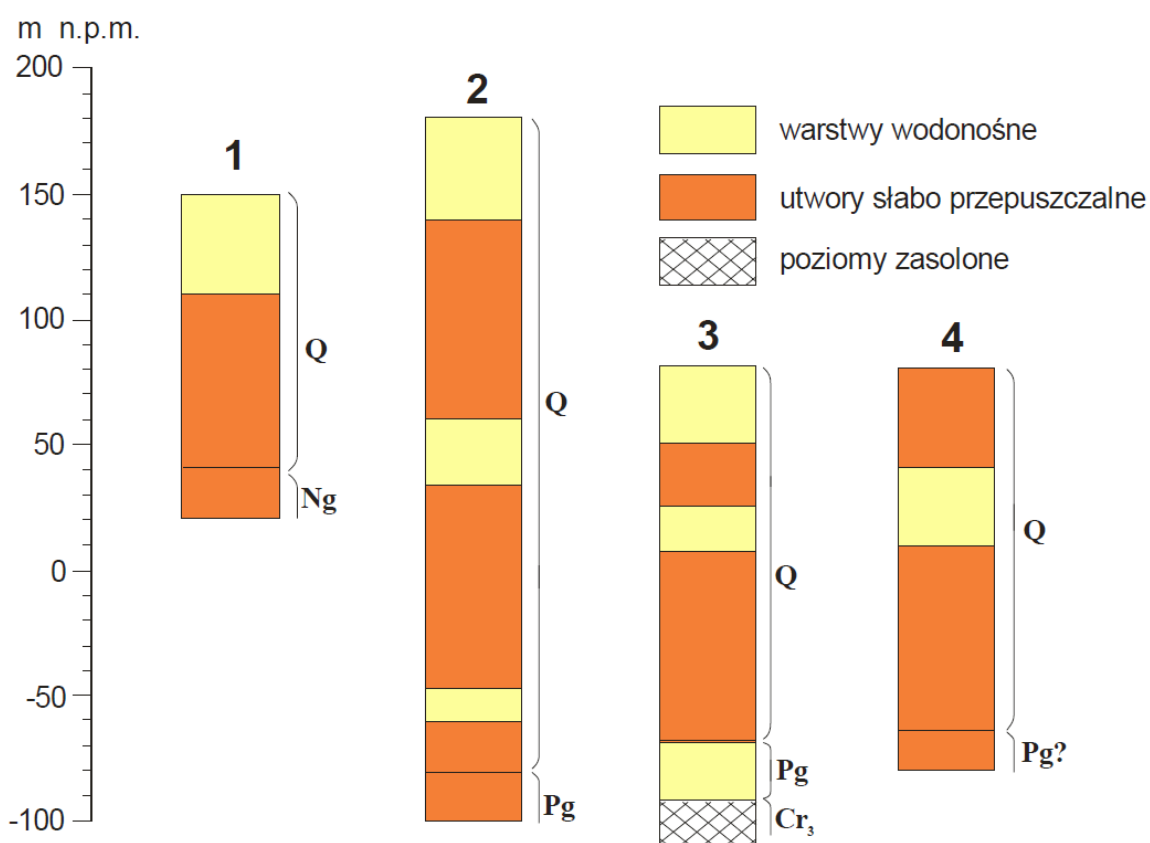 m n.p.m.
200
150
100
50
0
-50
-100
1
Q
Ng
2
Q
Pg
warstwy wodonośne
utwory słabo przepuszczalne
poziomy zasolone
3
Q
Pg
Cr₃
4
Q
Pg?